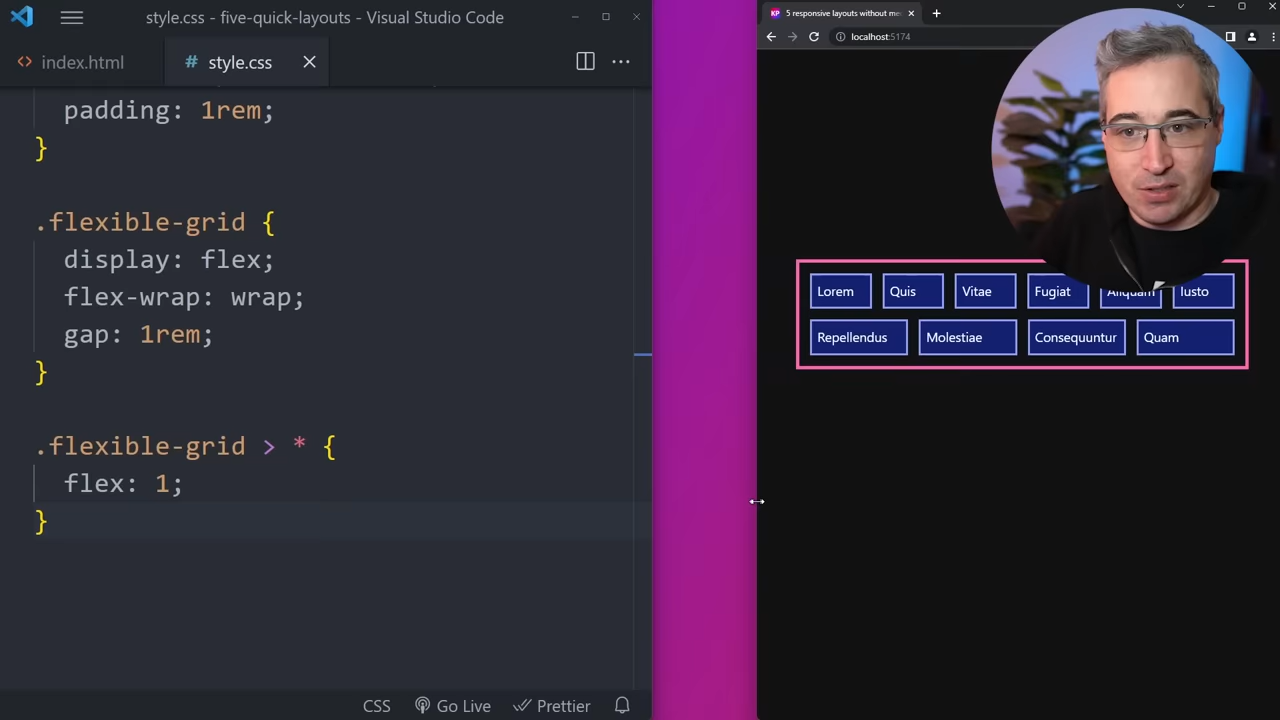 style.css - five-quick-layouts - Visual Studio Code
index.html
# style.css
padding: 1rem;
}
.flexible-grid {
display: flex;
flex-wrap: wrap;
gap: 1rem;
}
.flexible-grid > * {
flex: 1;
}
CSS
Go Live
Prettier
KP
5 responsive layouts without me
localhost:5174
Lorem Quis Vitae Fugiat Aliquam Iusto
Repellendus Molestiae Consequuntur Quam